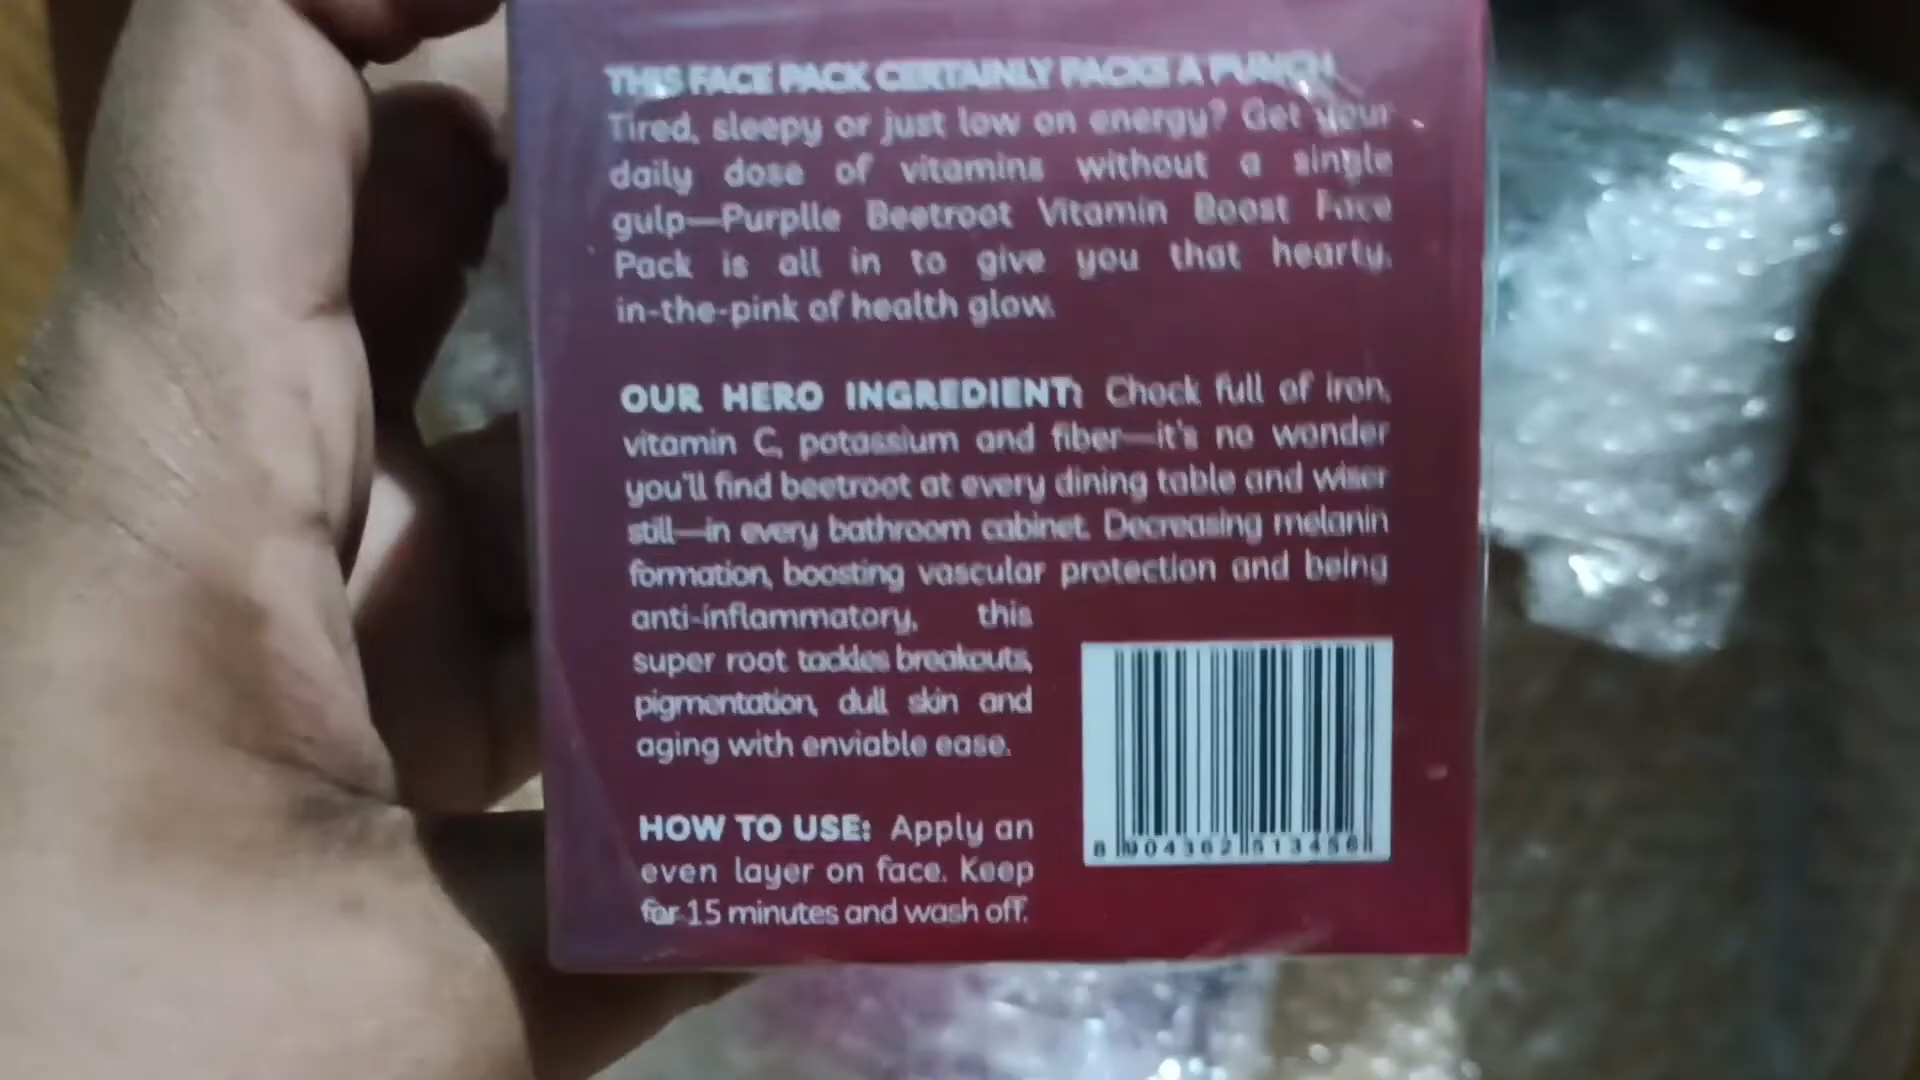 THIS FACE PACK CERTAINLY PACKS A PUNCH
Tired, sleepy or just low on energy? Get your
daily dose of vitamins without a single
gulp—Purplle Beetroot Vitamin Boost Face
Pack is all in to give you that hearty,
in-the-pink of health glow.
OUR HERO INGREDIENT: Chock full of iron,
vitamin C, potassium and fiber—it's no wonder
you'll find beetroot at every dining table and wiser
still—in every bathroom cabinet. Decreasing melanin
formation, boosting vascular protection and being
anti-inflammatory, this
super root tackles breakouts,
pigmentation, dull skin and
aging with enviable ease.
HOW TO USE: Apply an
even layer on face. Keep
for 15 minutes and wash off.
8 904362 513456